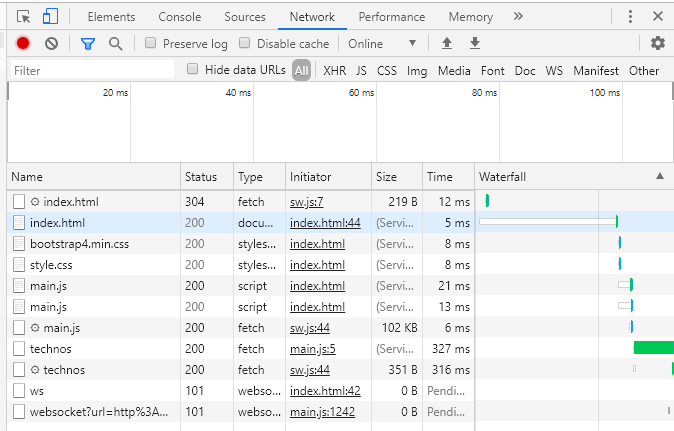 Elements Console Sources Network Performance Memory »
Preserve log Disable cache Online
Filter Hide data URLs All XHR JS CSS Img Media Font Doc WS Manifest Other
20 ms 40 ms 60 ms 80 ms 100 ms
Name Status Type Initiator Size Time Waterfall
index.html 304 fetch sw.js:7 219 B 12 ms
index.html 200 docu... index.html:44 (Servi... 5 ms
bootstrap4.min.css 200 styles... index.html (Servi... 8 ms
style.css 200 styles... index.html (Servi... 8 ms
main.js 200 script index.html (Servi... 21 ms
main.js 200 script index.html (Servi... 13 ms
main.js 200 fetch sw.js:44 102 KB 6 ms
technos 200 fetch main.js:5 (Servi... 327 ms
technos 200 fetch sw.js:44 351 B 316 ms
ws 101 webso... index.html:42 0 B Pendi...
websocket?url=http%3A... 101 webso... main.js:1242 0 B Pendi...